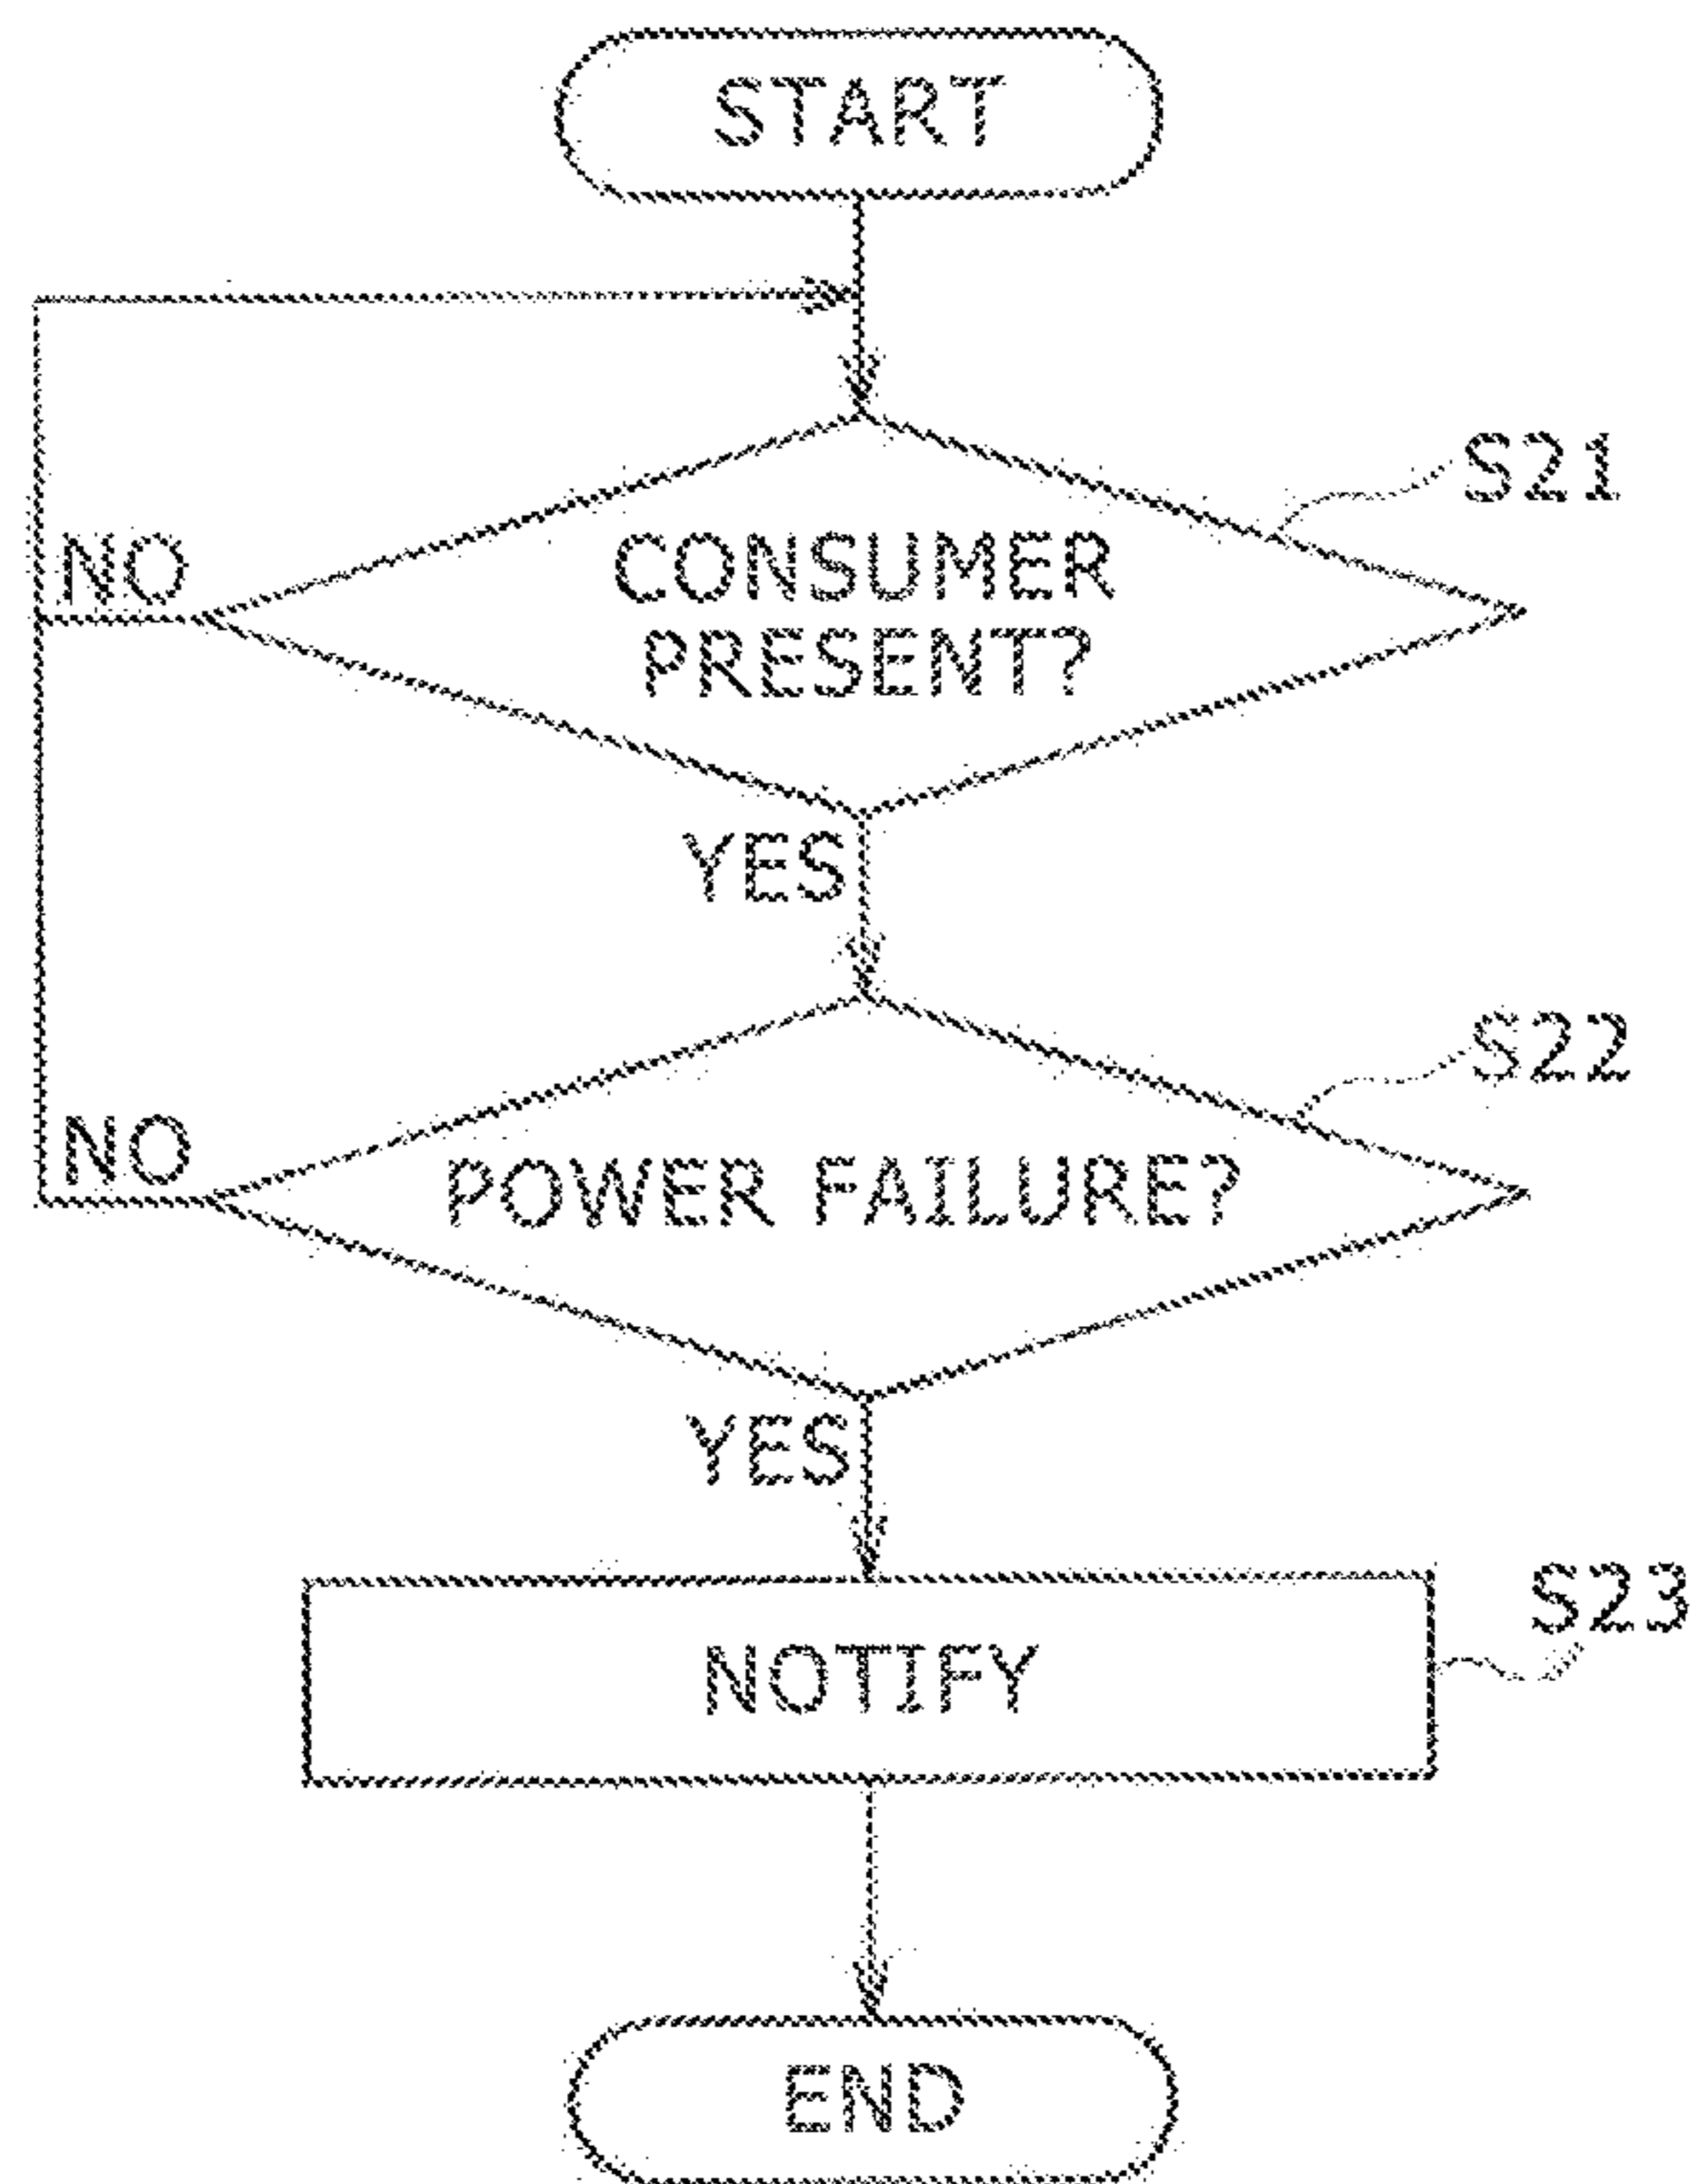 START
S21
NO
CONSUMER
PRESENT?
YES
S22
NO
POWER FAILURE?
YES
S23
NOTIFY
END